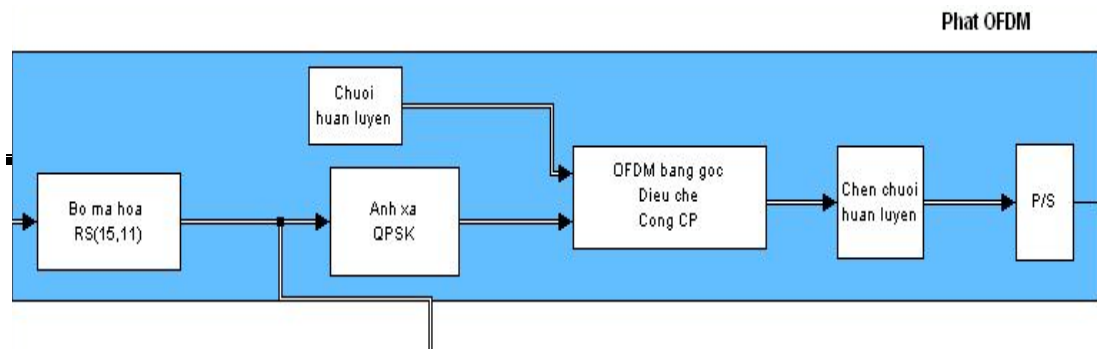 Phat OFDM
Chuoi
huan luyen
Bo ma hoa
RS(15,11)
Anh xa
QPSK
OFDM bang goc
Dieu che
Cong CP
Chen chuoi
huan luyen
P/S